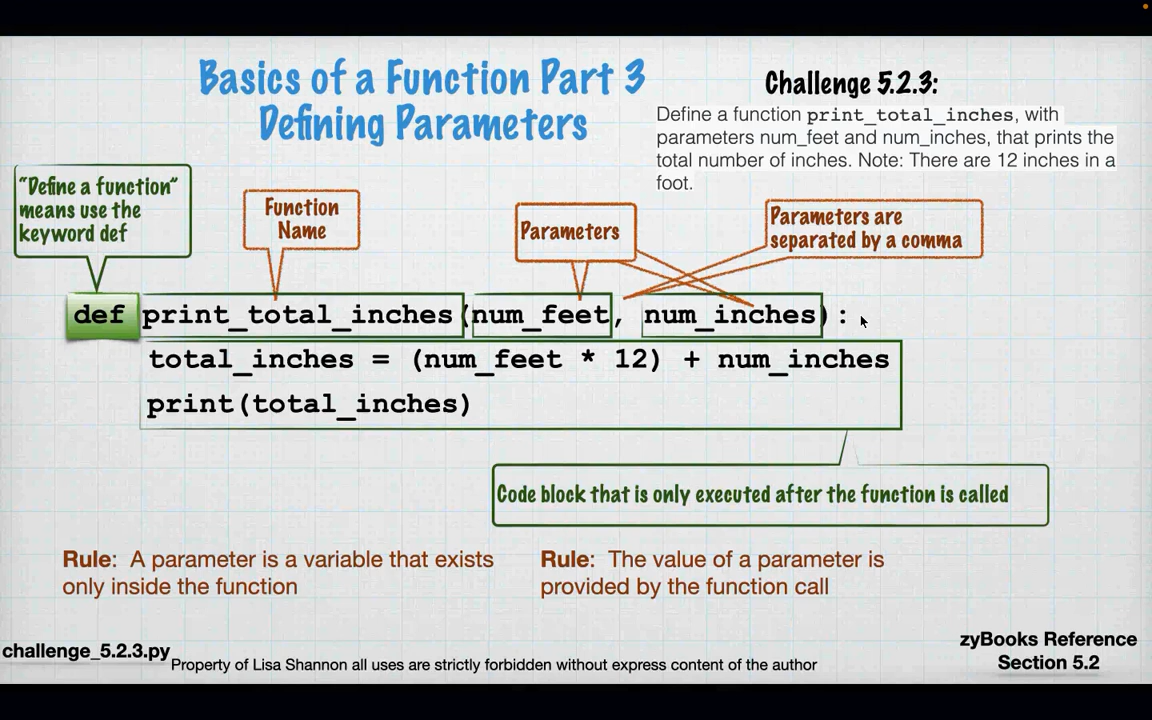 Basics of a Function Part 3
Defining Parameters
Challenge 5.2.3:
Define a function print_total_inches, with
parameters num_feet and num_inches, that prints the
total number of inches. Note: There are 12 inches in a
foot.
"Define a function"
means use the
keyword def
Function
Name
Parameters
Parameters are
separated by a comma
def print_total_inches(num_feet, num_inches):
total_inches = (num_feet * 12) + num_inches
print(total_inches)
Code block that is only executed after the function is called
Rule: A parameter is a variable that exists
only inside the function
Rule: The value of a parameter is
provided by the function call
challenge_5.2.3.py
Property of Lisa Shannon all uses are strictly forbidden without express content of the author
zyBooks Reference
Section 5.2